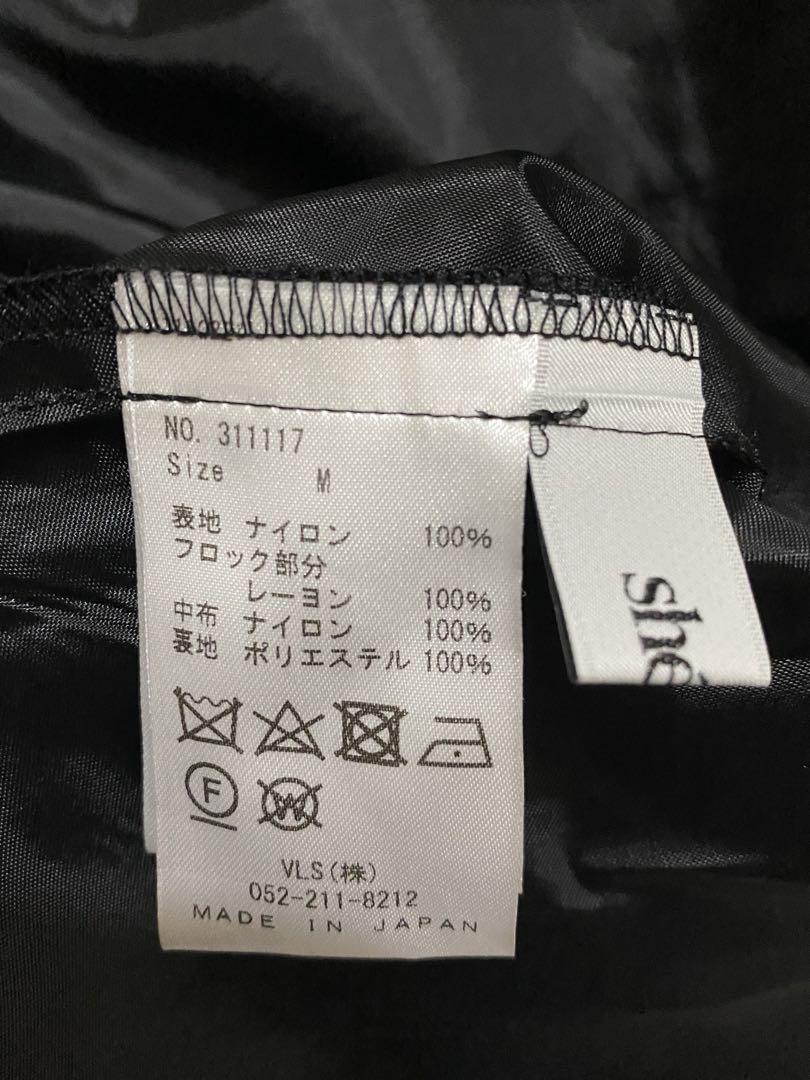 NO. 311117
Size M
表地 ナイロン 100%
フロック部分
レーヨン 100%
中布 ナイロン 100%
裏地 ポリエステル 100%
F
W
VLS(株)
052-211-8212
MADE IN JAPAN